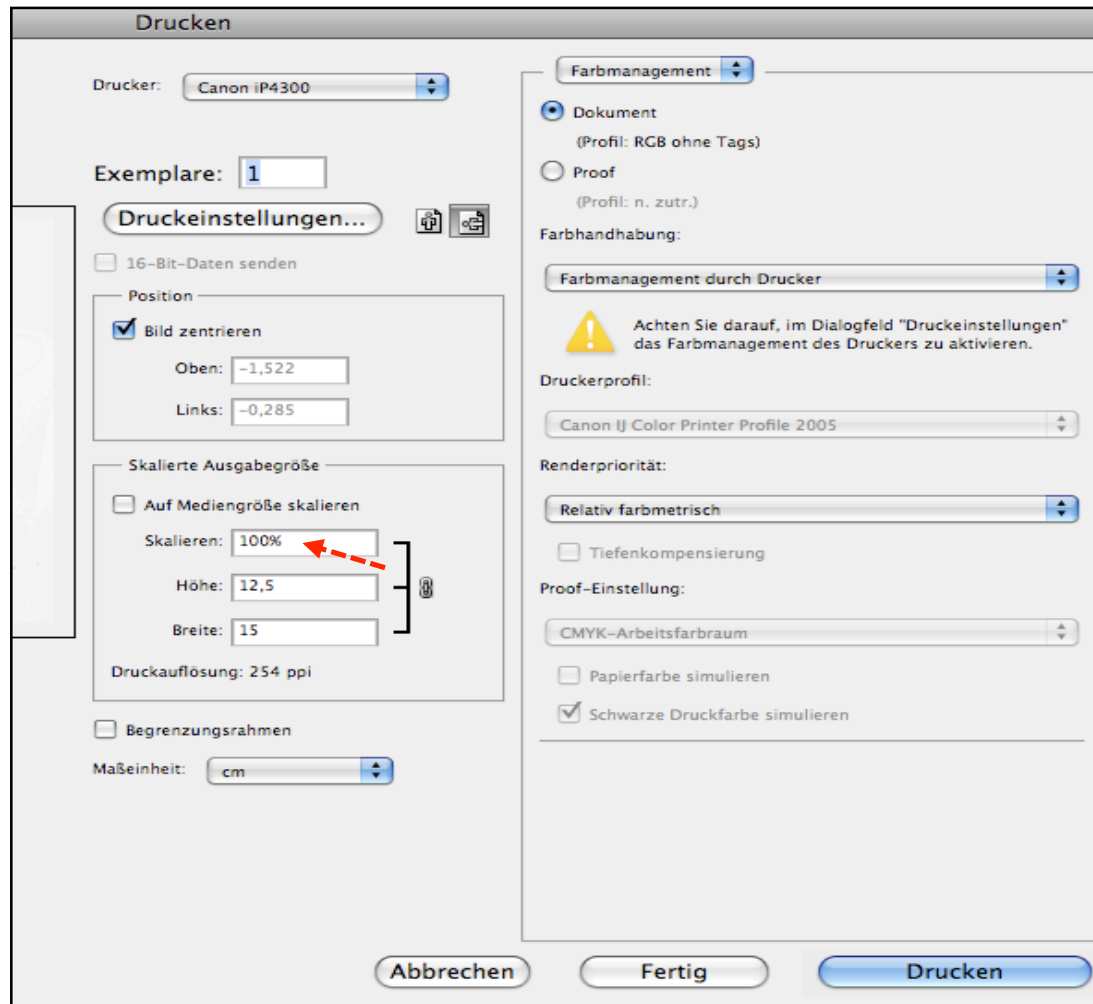 Drucken
Drucker: Canon iP4300
Exemplare: 1
Druckeinstellungen...
16-Bit-Daten senden
Position
Bild zentrieren
Oben: -1,522
Links: -0,285
Skalierte Ausgabegröße
Auf Mediengröße skalieren
Skalieren: 100%
Höhe: 12,5
Breite: 15
Druckauflösung: 254 ppi
Begrenzungsrahmen
Maßeinheit: cm
Farbmanagement
Dokument
(Profil: RGB ohne Tags)
Proof
(Profil: n. zutr.)
Farbhandhabung:
Farbmanagement durch Drucker
Achten Sie darauf, im Dialogfeld "Druckeinstellungen"
das Farbmanagement des Druckers zu aktivieren.
Druckerprofil:
Canon IJ Color Printer Profile 2005
Renderpriorität:
Relativ farbmetrisch
Tiefenkompensierung
Proof-Einstellung:
CMYK-Arbeitsfarbraum
Papierfarbe simulieren
Schwarze Druckfarbe simulieren
Abbrechen
Fertig
Drucken